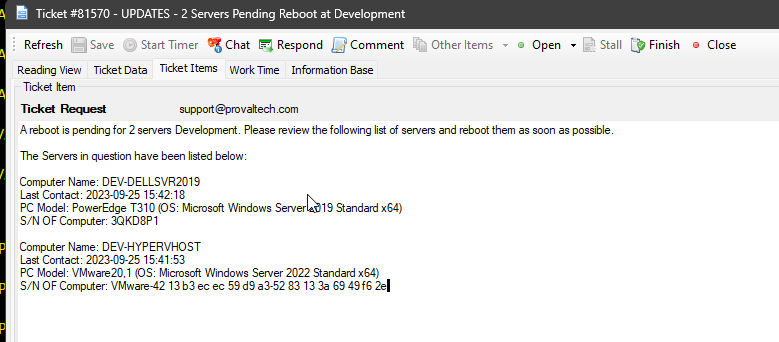 Ticket #81570 - UPDATES - 2 Servers Pending Reboot at Development
Refresh Save Start Timer Chat Respond Comment Other Items Open Stall Finish Close
Reading View Ticket Data Ticket Items Work Time Information Base
Ticket Item
Ticket Request support@provaltech.com
A reboot is pending for 2 servers Development. Please review the following list of servers and reboot them as soon as possible.
The Servers in question have been listed below:
Computer Name: DEV-DELLSVR2019
Last Contact: 2023-09-25 15:42:18
PC Model: PowerEdge T310 (OS: Microsoft Windows Server 2019 Standard x64)
S/N OF Computer: 3QKD8P1
Computer Name: DEV-HYPERVHOST
Last Contact: 2023-09-25 15:41:53
PC Model: VMware20,1 (OS: Microsoft Windows Server 2022 Standard x64)
S/N OF Computer: VMware-42 13 b3 ec ec 59 d9 a3-52 83 13 3a 69 49 f6 2e